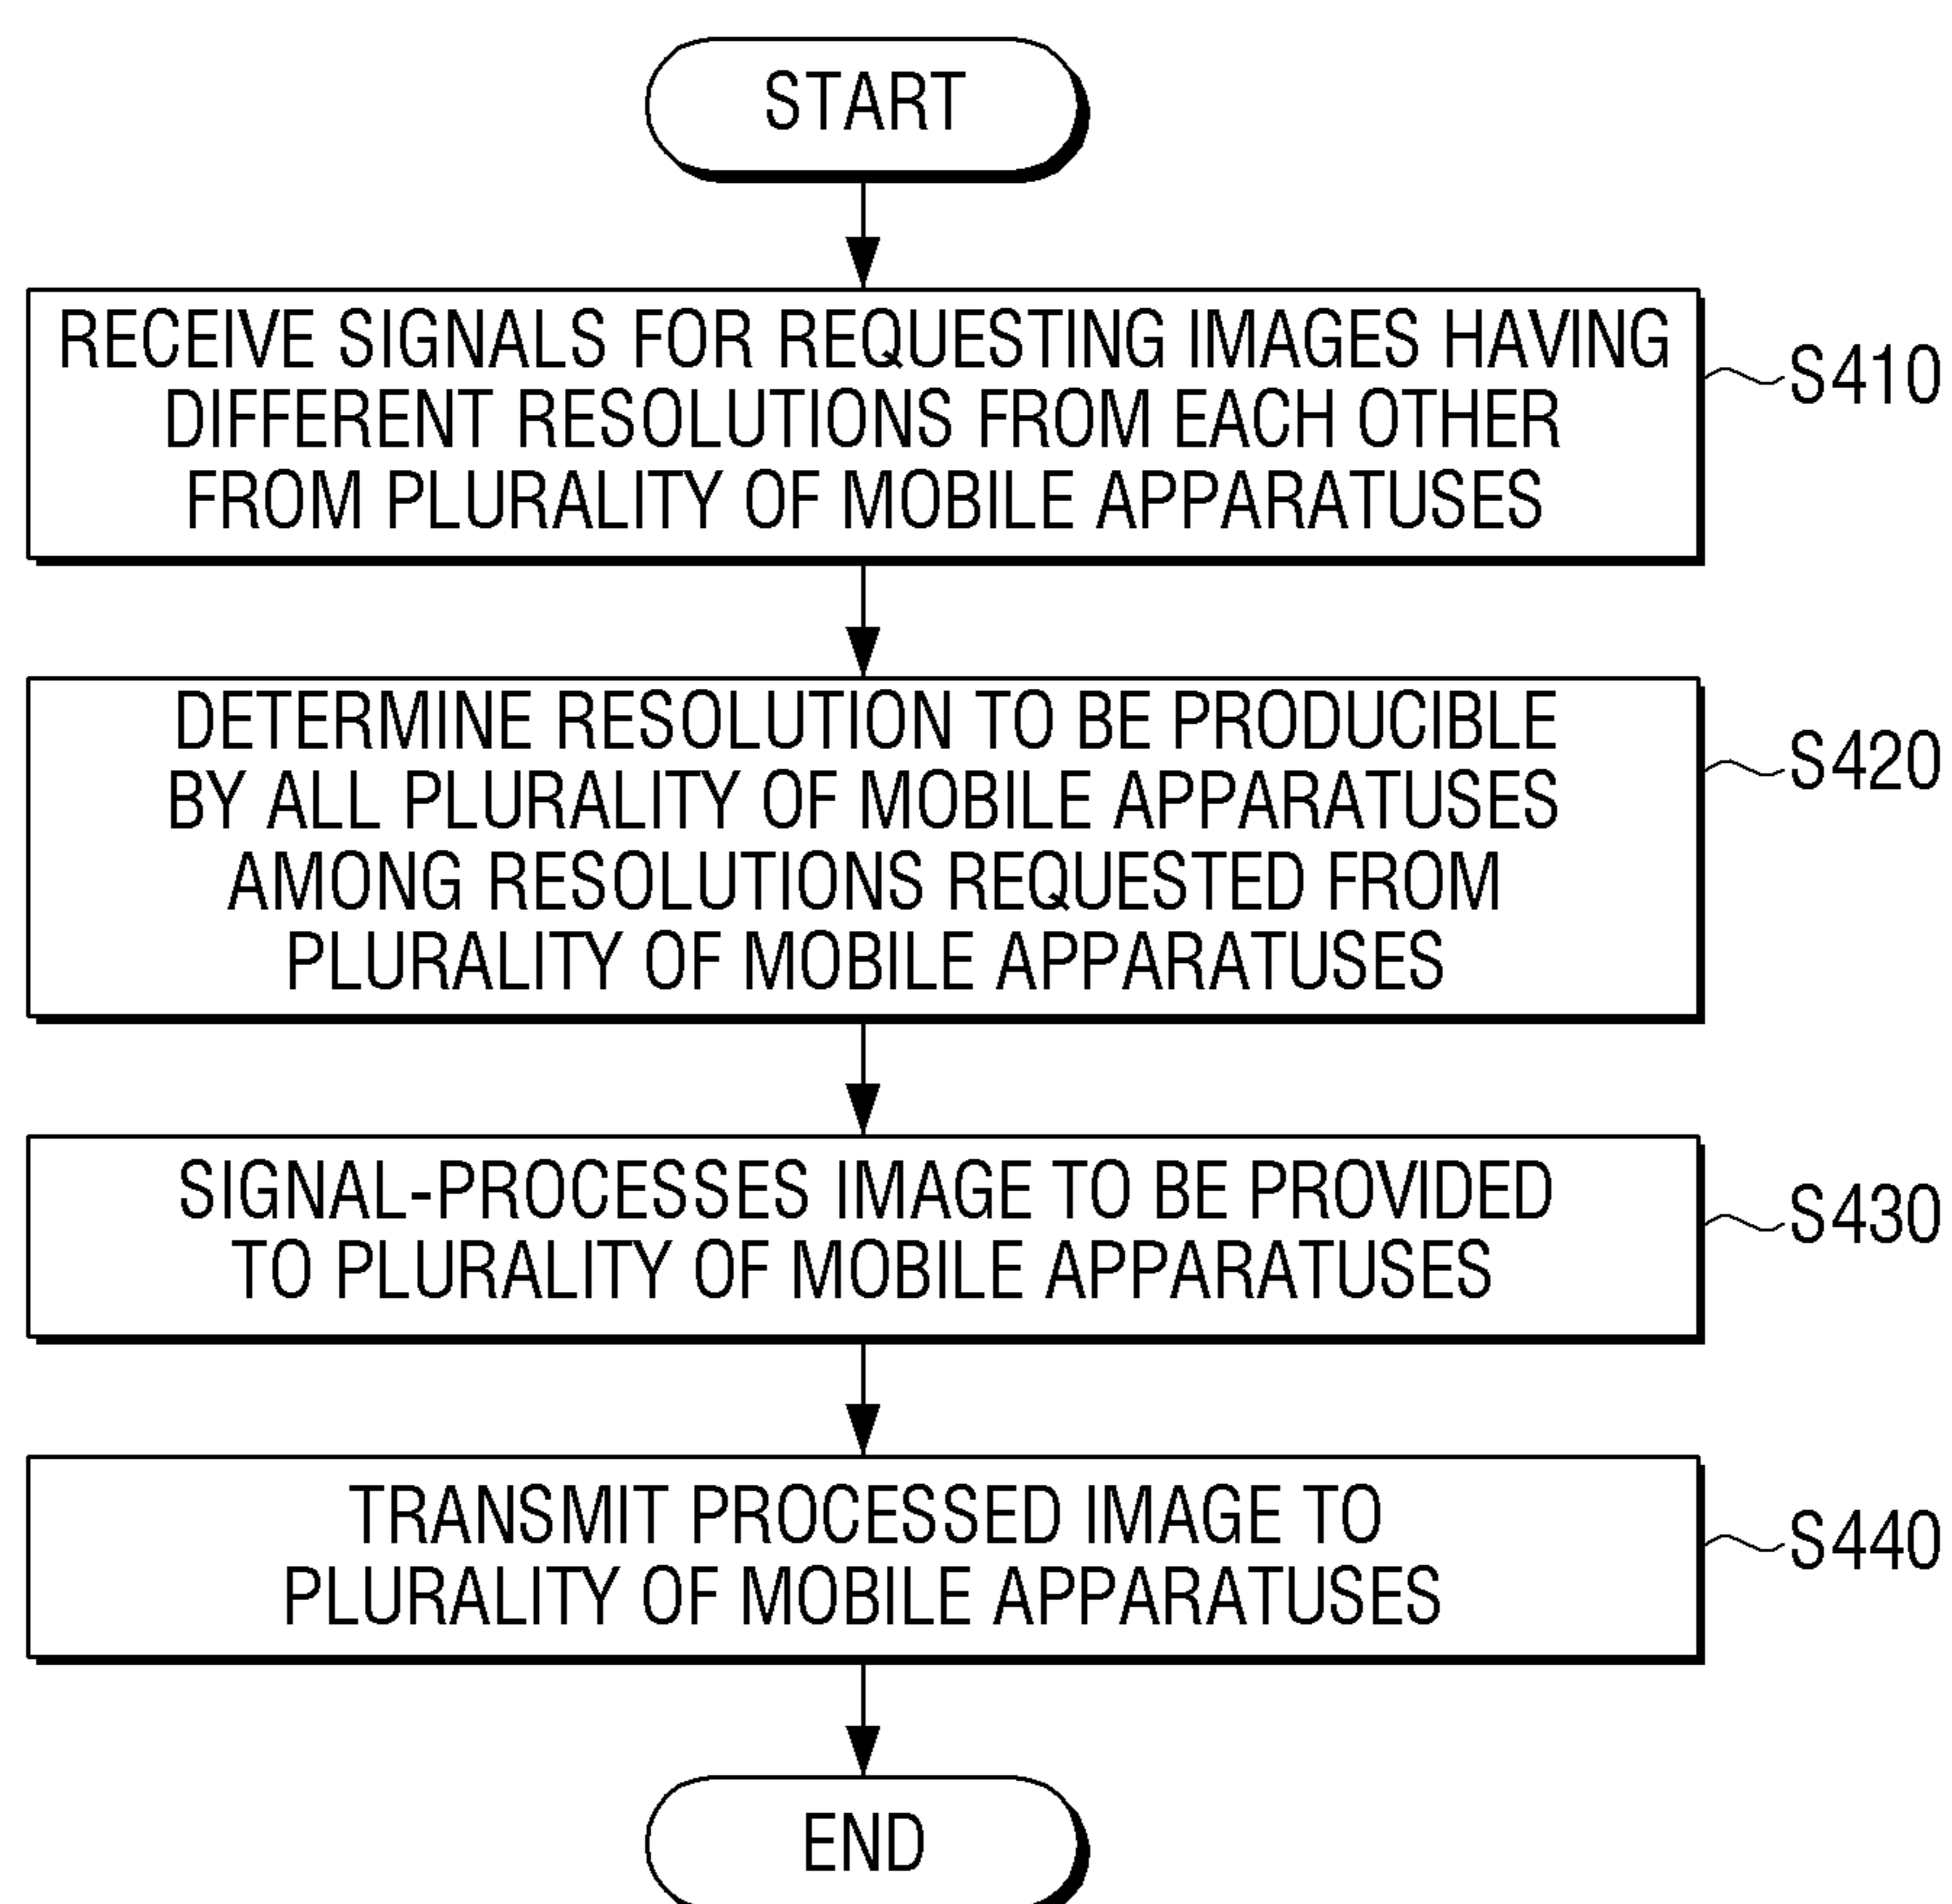 START
RECEIVE SIGNALS FOR REQUESTING IMAGES HAVING
DIFFERENT RESOLUTIONS FROM EACH OTHER
FROM PLURALITY OF MOBILE APPARATUSES
S410
DETERMINE RESOLUTION TO BE PRODUCIBLE
BY ALL PLURALITY OF MOBILE APPARATUSES
AMONG RESOLUTIONS REQUESTED FROM
PLURALITY OF MOBILE APPARATUSES
S420
SIGNAL-PROCESSES IMAGE TO BE PROVIDED
TO PLURALITY OF MOBILE APPARATUSES
S430
TRANSMIT PROCESSED IMAGE TO
PLURALITY OF MOBILE APPARATUSES
S440
END